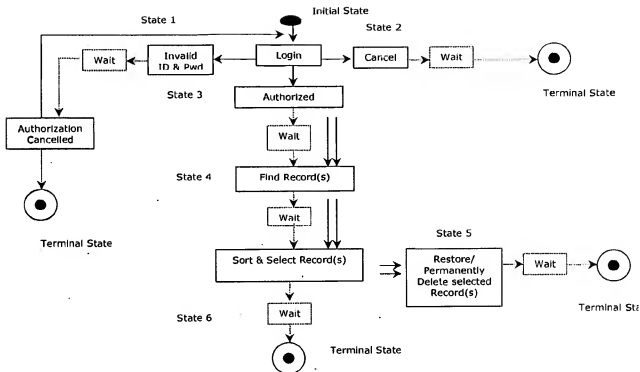 Initial State
State 1
State 2
Wait
Invalid
ID & Pwd
Login
Cancel
Wait
State 3
Authorized
Terminal State
Authorization
Cancelled
Wait
State 4
Find Record(s)
Wait
Terminal State
State 5
Sort & Select Record(s)
Restore/
Permanently
Delete selected
Record(s)
Wait
State 6
Wait
Terminal Sta
Terminal State